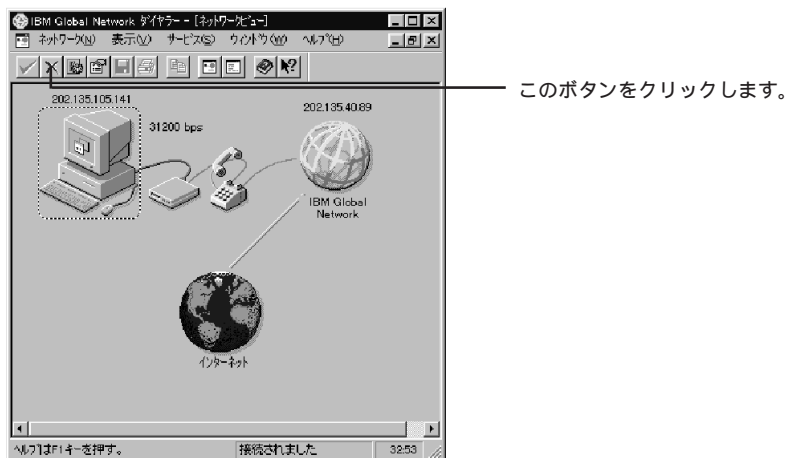 IBM Global Network ダイヤラー - [ネットワークビュー]
ネットワーク(N) 表示(V) サービス(S) ウィンドウ(W) ヘルプ(H)
このボタンをクリックします。
202.135.105.141
202.135.40.89
31200 bps
IBM Global
Network
インターネット
ヘルプはF1キーを押す。 接続されました 32:53